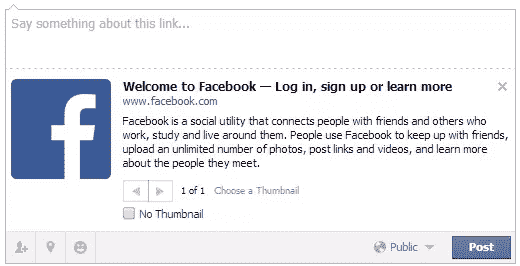 Say something about this link...
Welcome to Facebook — Log in, sign up or learn more
www.facebook.com
Facebook is a social utility that connects people with friends and others who
work, study and live around them. People use Facebook to keep up with friends,
upload an unlimited number of photos, post links and videos, and learn more
about the people they meet.
1 of 1 Choose a Thumbnail
No Thumbnail
Public Post